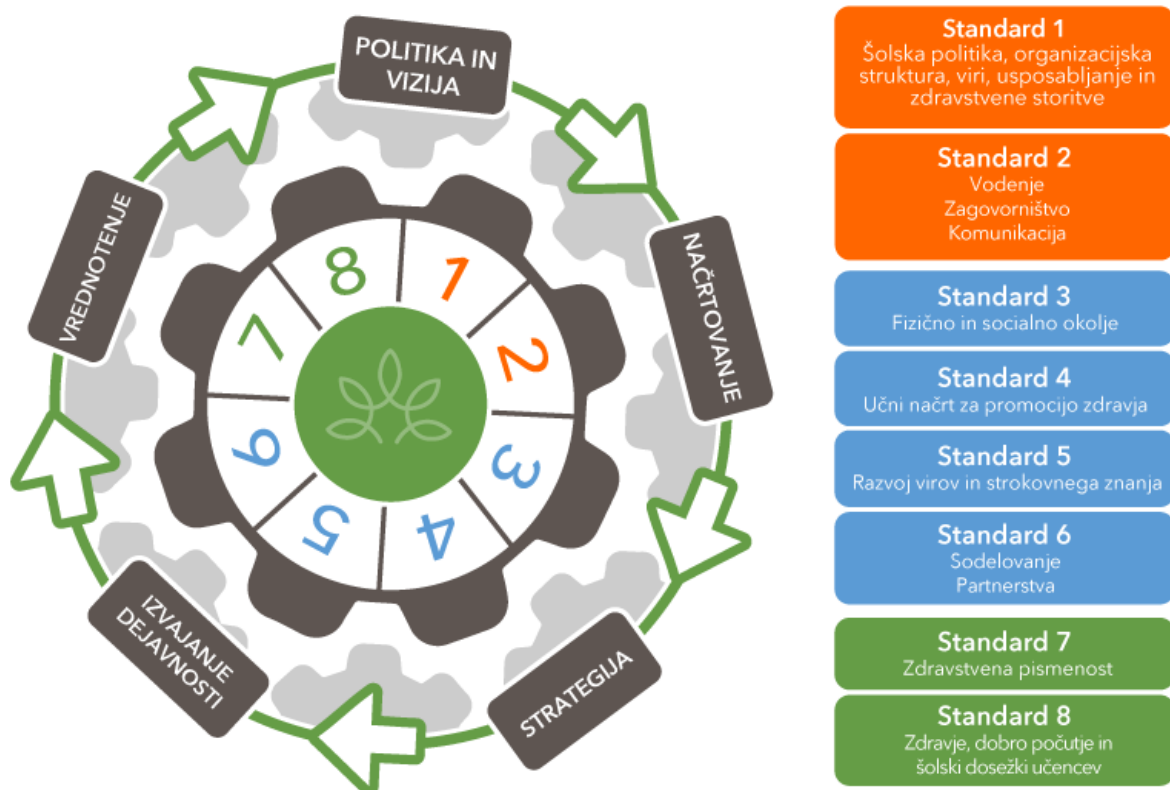 POLITIKA IN
VIZIJA
NAČRTOVANJE
STRATEGIJA
IZVAJANJE
DEJAVNOSTI
VREDNOTENJE
1
2
3
4
5
6
7
8
Standard 1
Šolska politika, organizacijska
struktura, viri, usposabljanje in
zdravstvene storitve
Standard 2
Vodenje
Zagovorništvo
Komunikacija
Standard 3
Fizično in socialno okolje
Standard 4
Učni načrt za promocijo zdravja
Standard 5
Razvoj virov in strokovnega znanja
Standard 6
Sodelovanje
Partnerstva
Standard 7
Zdravstvena pismenost
Standard 8
Zdravje, dobro počutje in
šolski dosežki učencev